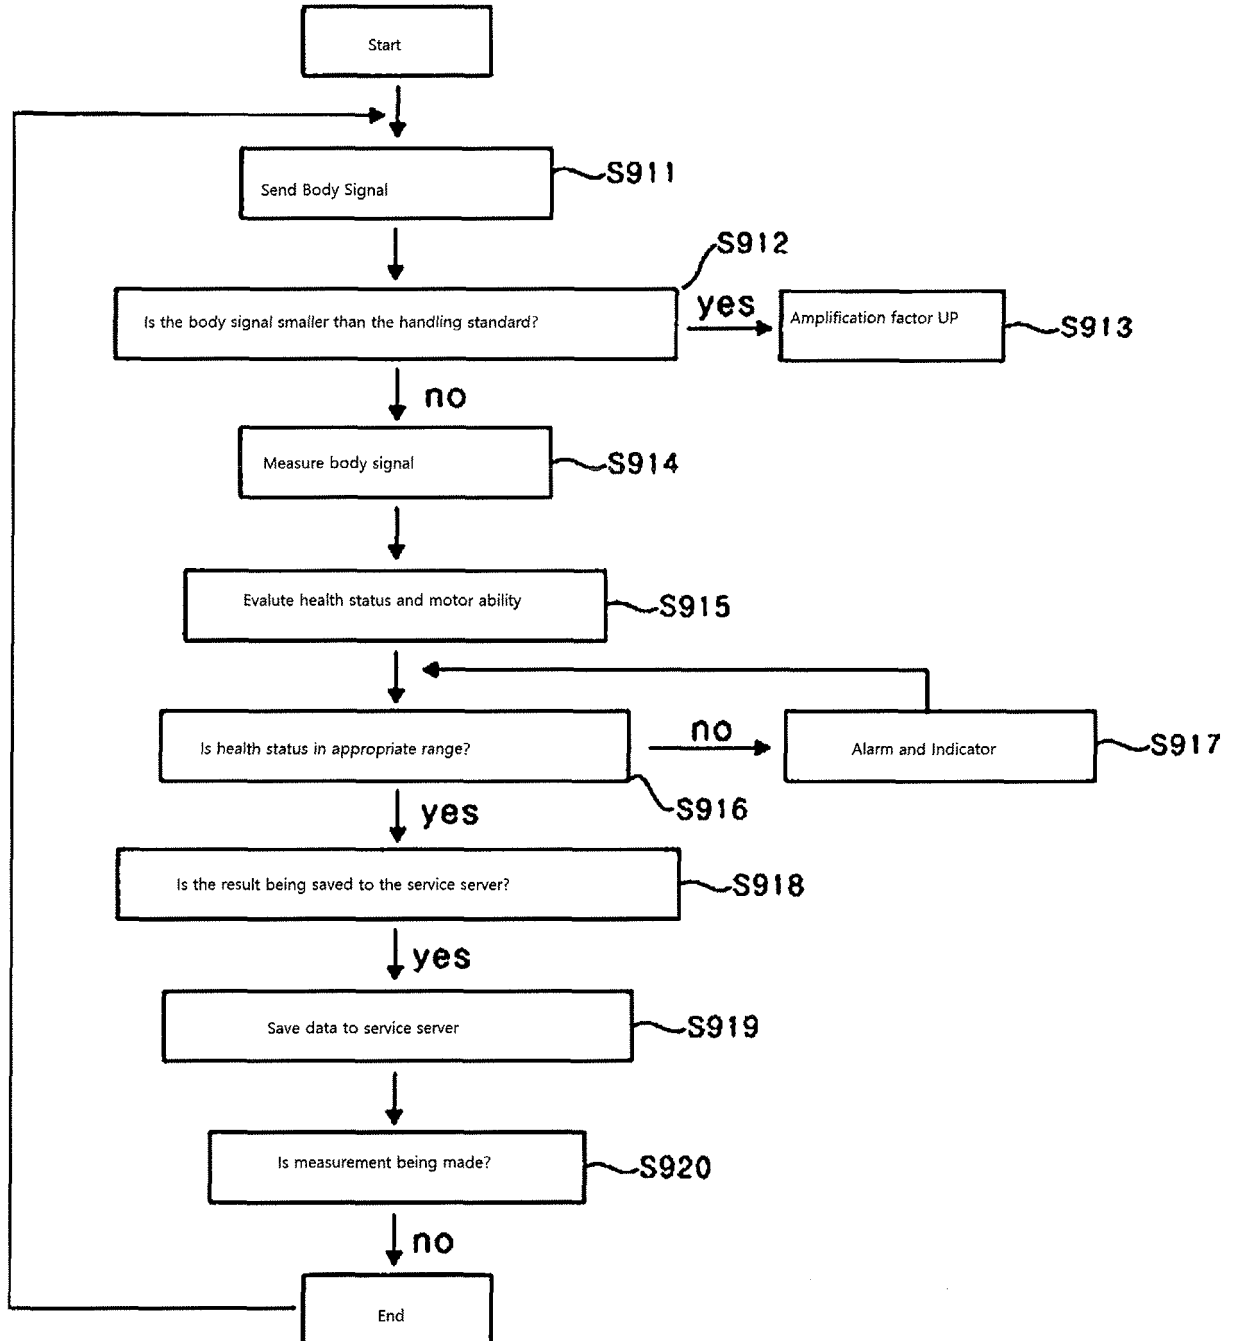 Start
Send Body Signal
S911
S912
Is the body signal smaller than the handling standard?
yes
Amplification factor UP
S913
no
Measure body signal
S914
Evalute health status and motor ability
S915
Is health status in appropriate range?
no
Alarm and Indicator
S917
S916
yes
Is the result being saved to the service server?
S918
yes
Save data to service server
S919
Is measurement being made?
S920
no
End